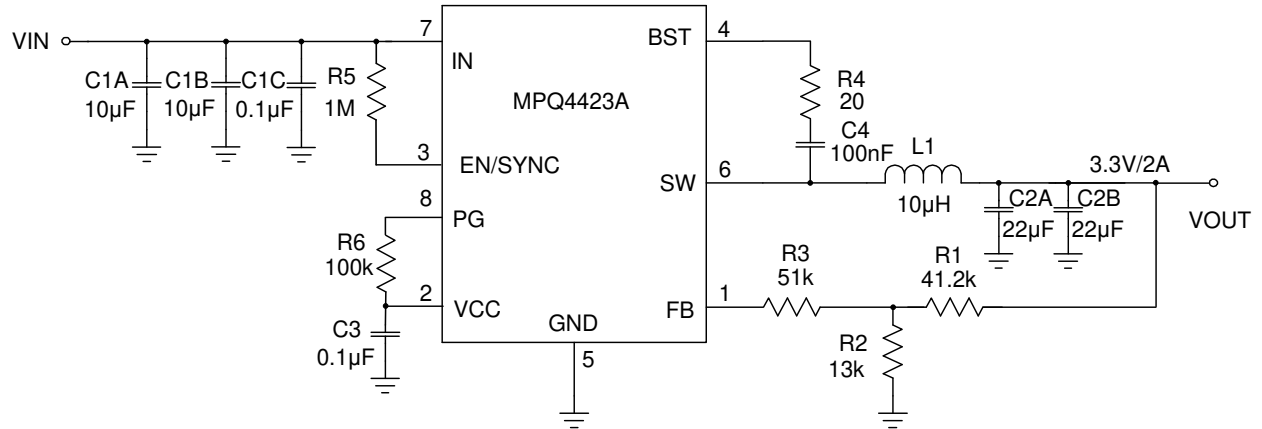 VIN
C1A
10µF
C1B
10µF
C1C
0.1µF
R5
1M
7
IN
3
EN/SYNC
8
PG
R6
100k
2
VCC
C3
0.1µF
MPQ4423A
GND
5
BST
4
R4
20
C4
100nF
SW
6
L1
10µH
3.3V/2A
C2A
22µF
C2B
22µF
VOUT
FB
1
R3
51k
R1
41.2k
R2
13k